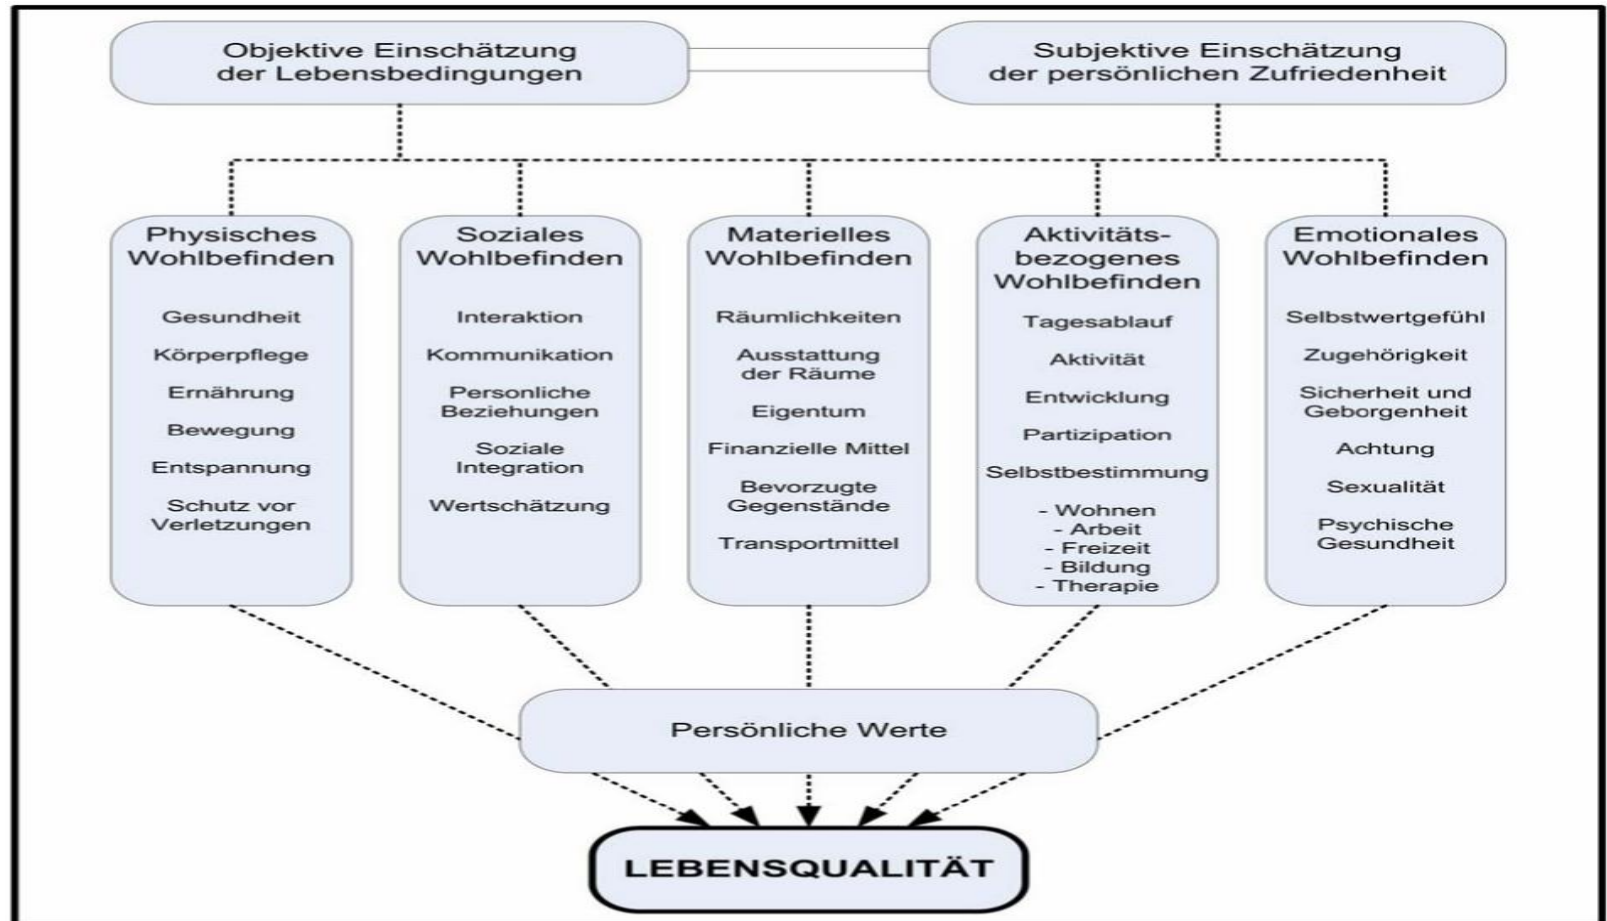 Objektive Einschätzung
der Lebensbedingungen
Subjektive Einschätzung
der persönlichen Zufriedenheit
Physisches
Wohlbefinden
Gesundheit
Körperpflege
Ernährung
Bewegung
Entspannung
Schutz vor
Verletzungen
Soziales
Wohlbefinden
Interaktion
Kommunikation
Personliche
Beziehungen
Soziale
Integration
Wertschätzung
Materielles
Wohlbefinden
Räumlichkeiten
Ausstattung
der Räume
Eigentum
Finanzielle Mittel
Bevorzugte
Gegenstände
Transportmittel
Aktivitäts-
bezogenes
Wohlbefinden
Tagesablauf
Aktivität
Entwicklung
Partizipation
Selbstbestimmung
- Wohnen
- Arbeit
- Freizeit
- Bildung
- Therapie
Emotionales
Wohlbefinden
Selbstwertgefühl
Zugehörigkeit
Sicherheit und
Geborgenheit
Achtung
Sexualität
Psychische
Gesundheit
Persönliche Werte
LEBENSQUALITÄT